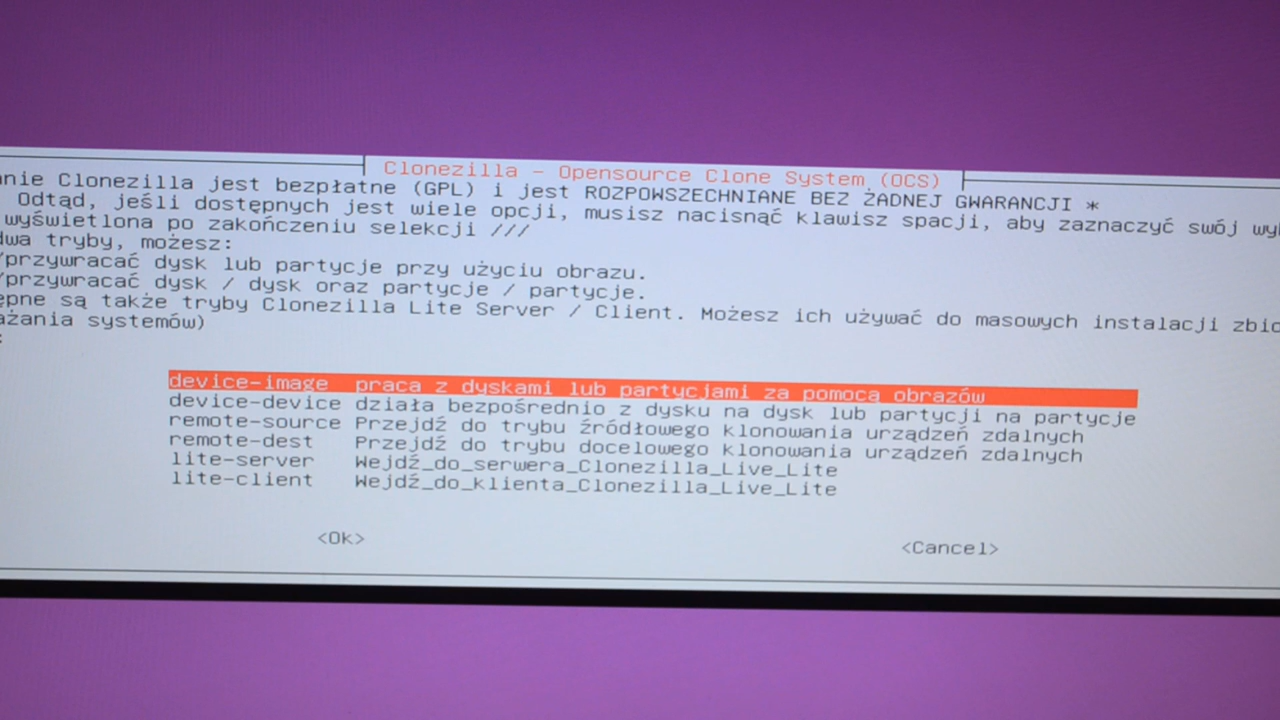 Clonezilla - Opensource Clone System (OCS)
Clonezilla jest bezpłatne (GPL) i jest ROZPOWSZECHNIANE BEZ ŻADNEJ GWARANCJI *
Odtąd, jeśli dostępnych jest wiele opcji, musisz nacisnąć klawisz spacji, aby zaznaczyć swój
wyświetlona po zakończeniu selekcji ///
dwa tryby, możesz:
/przywracać dysk lub partycje przy użyciu obrazu.
/przywracać dysk / dysk oraz partycje / partycje.
są także tryby Clonezilla Lite Server / Client. Możesz ich używać do masowych instalacji
systemów)
:
device-image praca z dyskami lub partycjami za pomocą obrazów
device-device działa bezpośrednio z dysku na dysk lub partycji na partycje
remote-source Przejdź do trybu źródłowego klonowania urządzeń zdalnych
remote-dest Przejdź do trybu docelowego klonowania urządzeń zdalnych
lite-server Wejdź_do_serwera_Clonezilla_Live_Lite
lite-client Wejdź_do_klienta_Clonezilla_Live_Lite
<Ok> <Cancel>